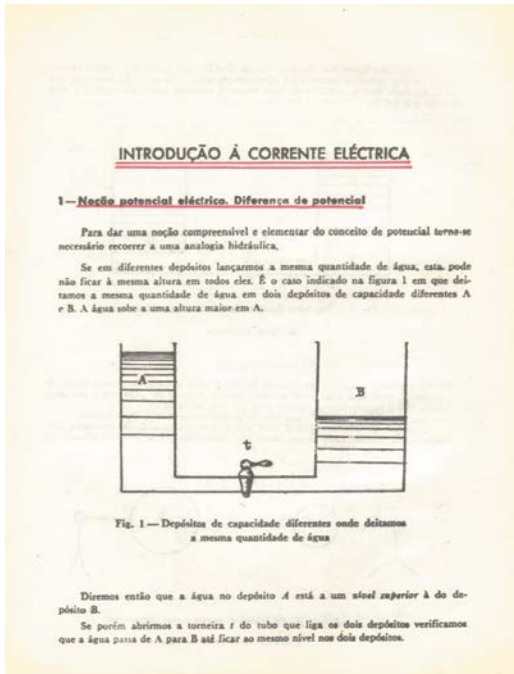 INTRODUÇÃO À CORRENTE ELÉCTRICA
1—Noção potencial eléctrico. Diferença de potencial
Para dar uma noção compreensível e elementar do conceito de potencial torna-se
necessário recorrer a uma analogia hidráulica.
Se em diferentes depósitos lançarmos a mesma quantidade de água, esta pode
não ficar à mesma altura em todos eles. É o caso indicado na figura 1 em que dei-
tamos a mesma quantidade de água em dois depósitos de capacidade diferentes A
e B. A água sobe a uma altura maior em A.
A
B
t
Fig. 1 — Depósitos de capacidade diferentes onde deitamos
a mesma quantidade de água
Diremos então que a água no depósito A está a um nível superior à do de-
pósito B.
Se porém abrirmos a torneira t do tubo que liga os dois depósitos verificamos
que a água passa de A para B até ficar ao mesmo nível nos dois depósitos.